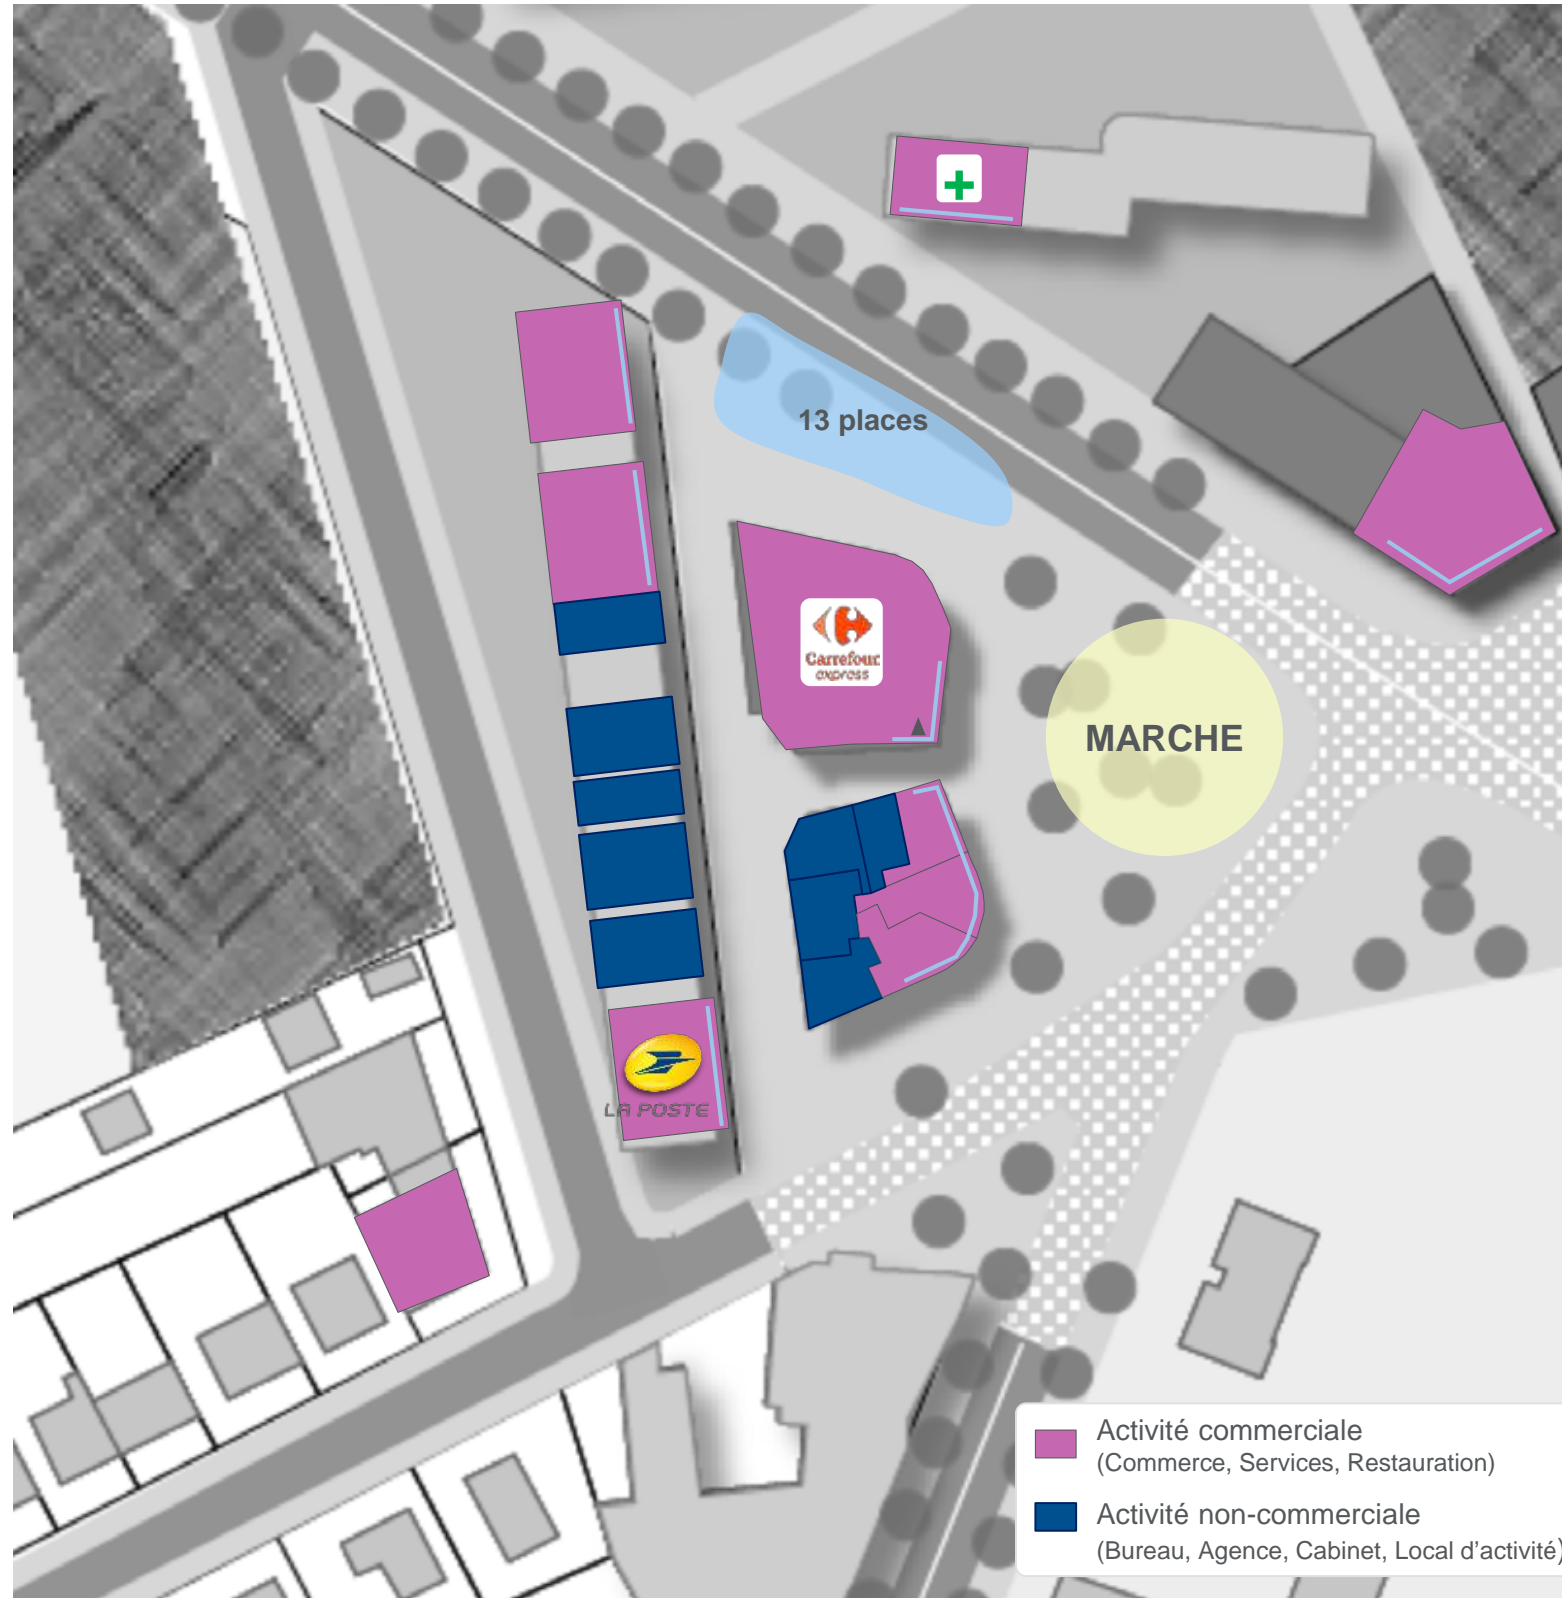 13 places
Carrefour
express
MARCHE
LA POSTE
Activité commerciale
(Commerce, Services, Restauration)
Activité non-commerciale
(Bureau, Agence, Cabinet, Local d'activité)